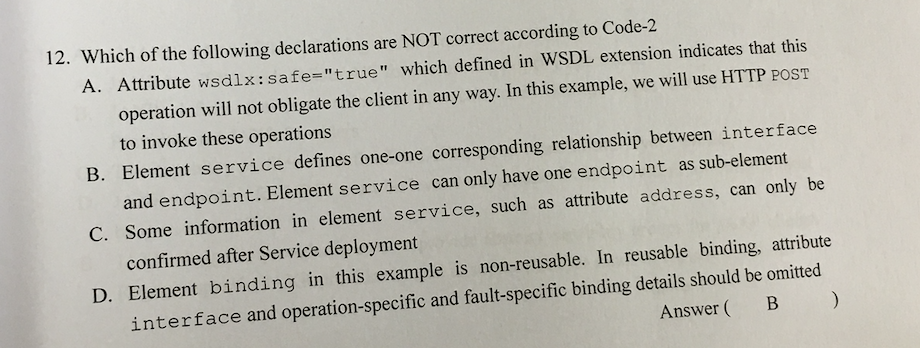 12. Which of the following declarations are NOT correct according to Code-2
A. Attribute wsdlx:safe="true" which defined in WSDL extension indicates that this
operation will not obligate the client in any way. In this example, we will use HTTP POST
to invoke these operations
B. Element service defines one-one corresponding relationship between interface
and endpoint. Element service can only have one endpoint as sub-element
C. Some information in element service, such as attribute address, can only be
confirmed after Service deployment
D. Element binding in this example is non-reusable. In reusable binding, attribute
interface and operation-specific and fault-specific binding details should be omitted
Answer ( B )